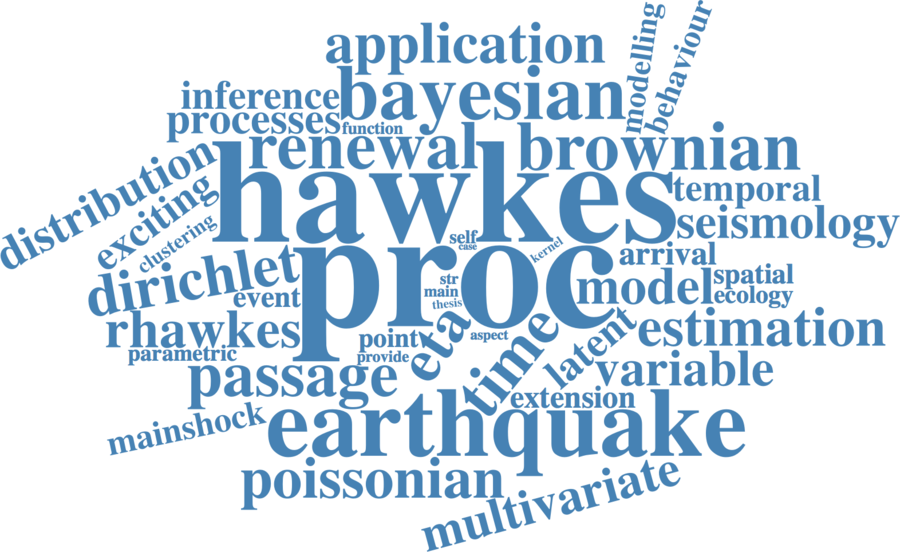 application
modelling
behaviour
inference
bayesian
processes
function
renewal
brownian
distribution
hawkes
exciting
temporal
clustering
seismology
self
case
kernel
proc
arrival
dirichlet
event
str
main
thesis
model
spatial
ecology
rhawkes
point
eta
aspect
time
latent
estimation
parametric
provide
passage
variable
extension
mainshock
earthquake
poissonian
multivariate